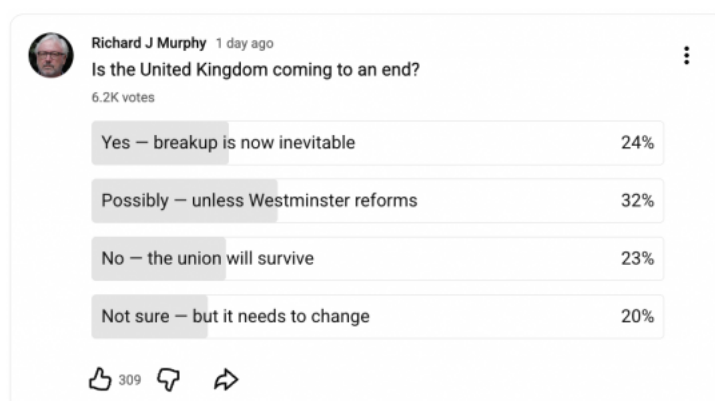 Richard J Murphy 1 day ago
Is the United Kingdom coming to an end?
6.2K votes
Yes — breakup is now inevitable 24%
Possibly — unless Westminster reforms 32%
No — the union will survive 23%
Not sure — but it needs to change 20%
309